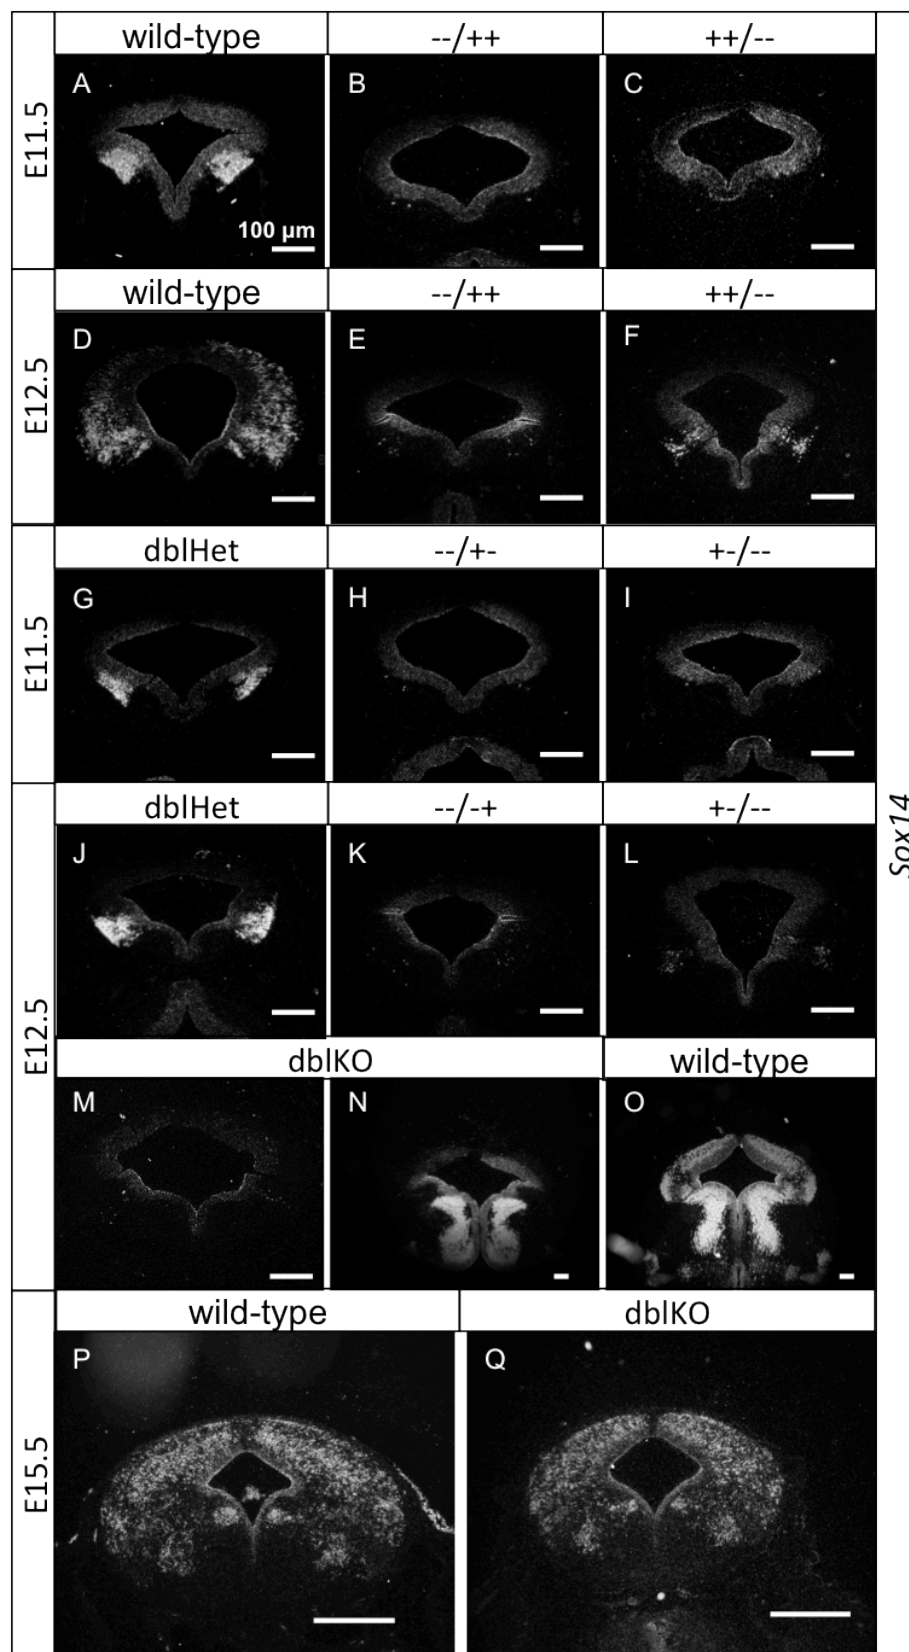 wild-type --/++ ++/--
E11.5
A B C
100 μm
wild-type --/++ ++/--
E12.5
D E F
dblHet --/+- +-/--
E11.5
G H I
dblHet --/-+ +-/--
E12.5
J K L
Sox14
dblKO wild-type
M N O
wild-type dblKO
E15.5
P Q